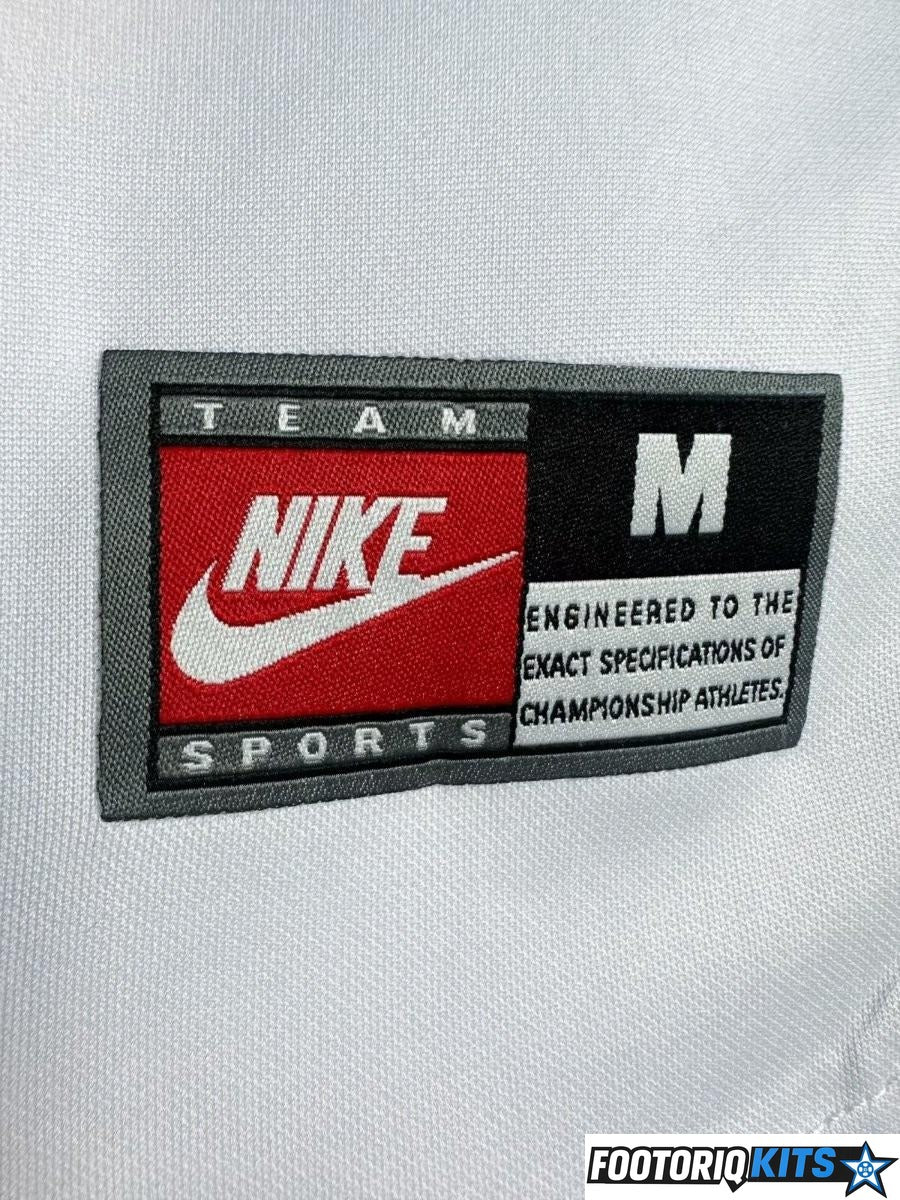 TEAM
NIKE
SPORTS
M
ENGINEERED TO THE
EXACT SPECIFICATIONS OF
CHAMPIONSHIP ATHLETES.
FOOTORIQKITS